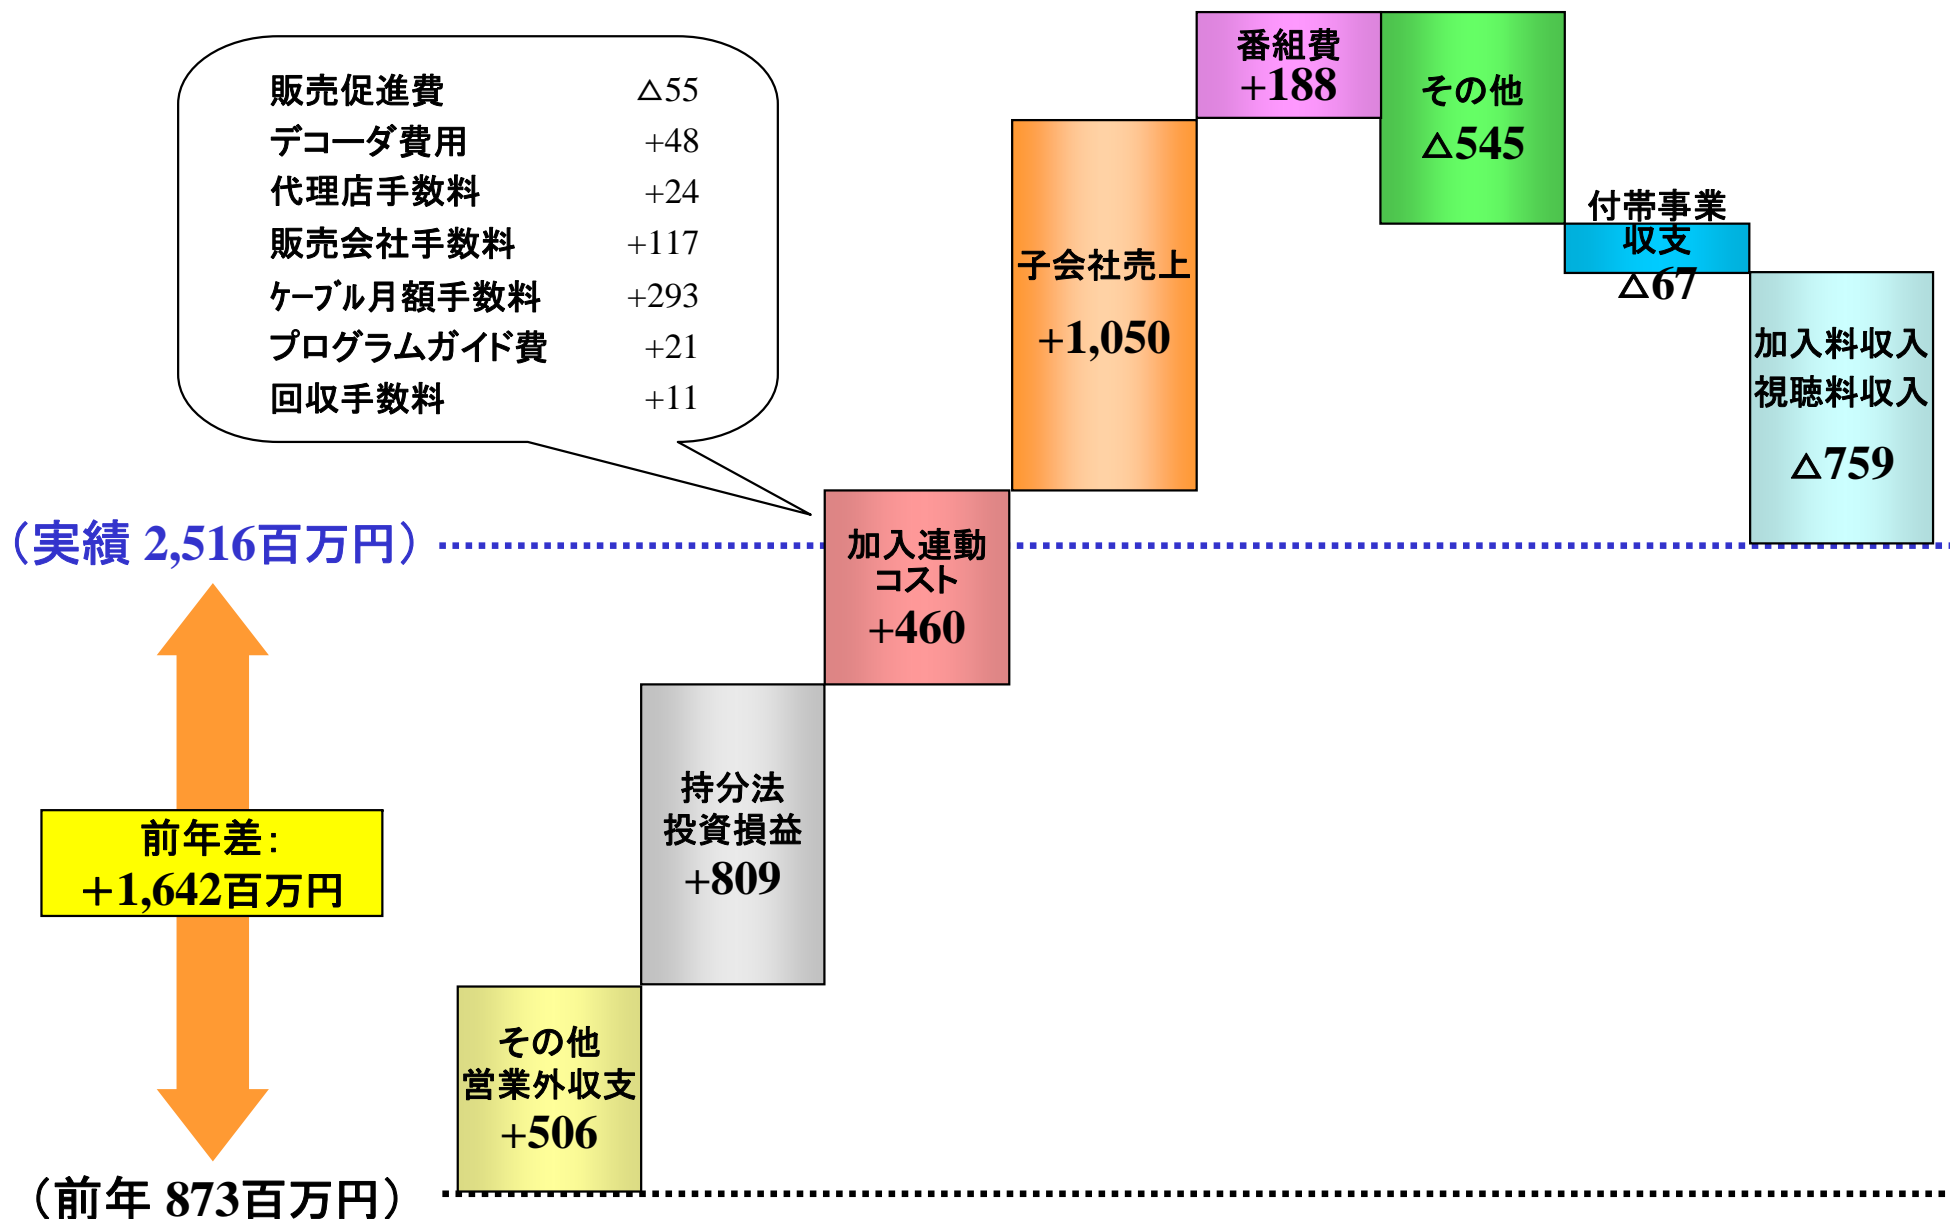 販売促進費 △55
デコーダ費用 +48
代理店手数料 +24
販売会社手数料 +117
ｹｰﾌﾞﾙ月額手数料 +293
プログラムガイド費 +21
回収手数料 +11
番組費
+188
その他
△545
付帯事業
収支
△67
子会社売上
+1,050
加入料収入
視聴料収入
△759
（実績 2,516百万円）
加入連動
コスト
+460
持分法
投資損益
+809
前年差：
＋1,642百万円
その他
営業外収支
+506
（前年 873百万円）